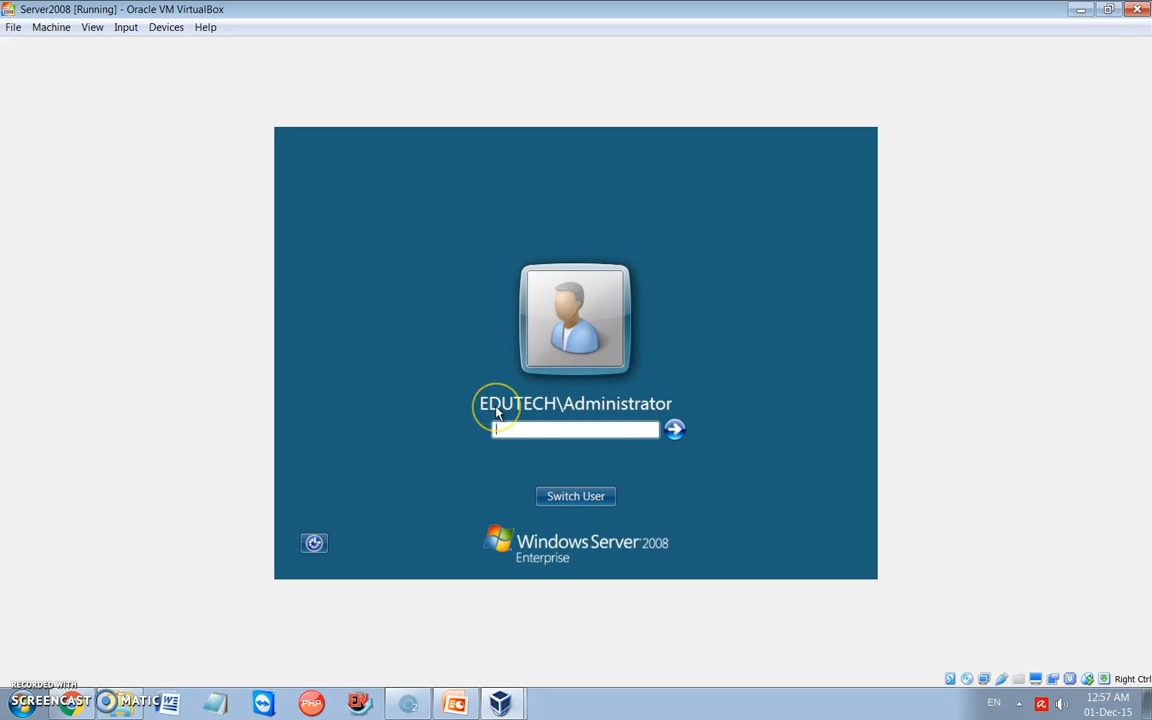 Server2008 [Running] - Oracle VM VirtualBox
File Machine View Input Devices Help
EDUTECH\Administrator
Switch User
Windows Server 2008
Enterprise
Right Ctrl
RECORDED WITH
SCREENCAST MATIC
PHP
EN
12:57 AM
01-Dec-15